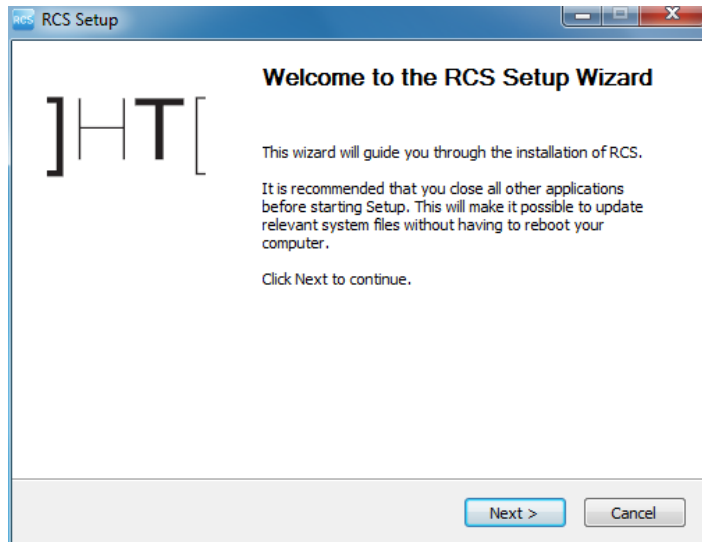 RCS RCS Setup
Welcome to the RCS Setup Wizard
]HT[
This wizard will guide you through the installation of RCS.
It is recommended that you close all other applications
before starting Setup. This will make it possible to update
relevant system files without having to reboot your
computer.
Click Next to continue.
Next >
Cancel